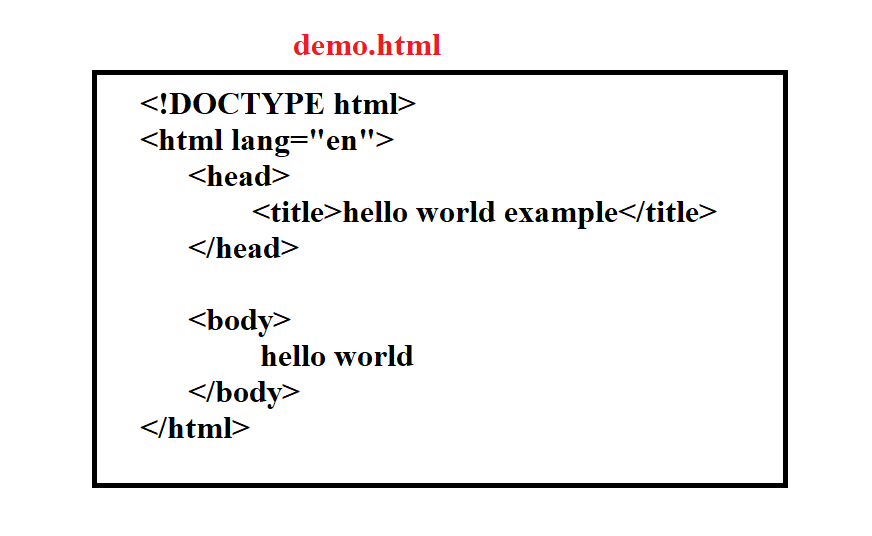 demo.html
<!DOCTYPE html>
<html lang="en">
<head>
<title>hello world example</title>
</head>
<body>
hello world
</body>
</html>